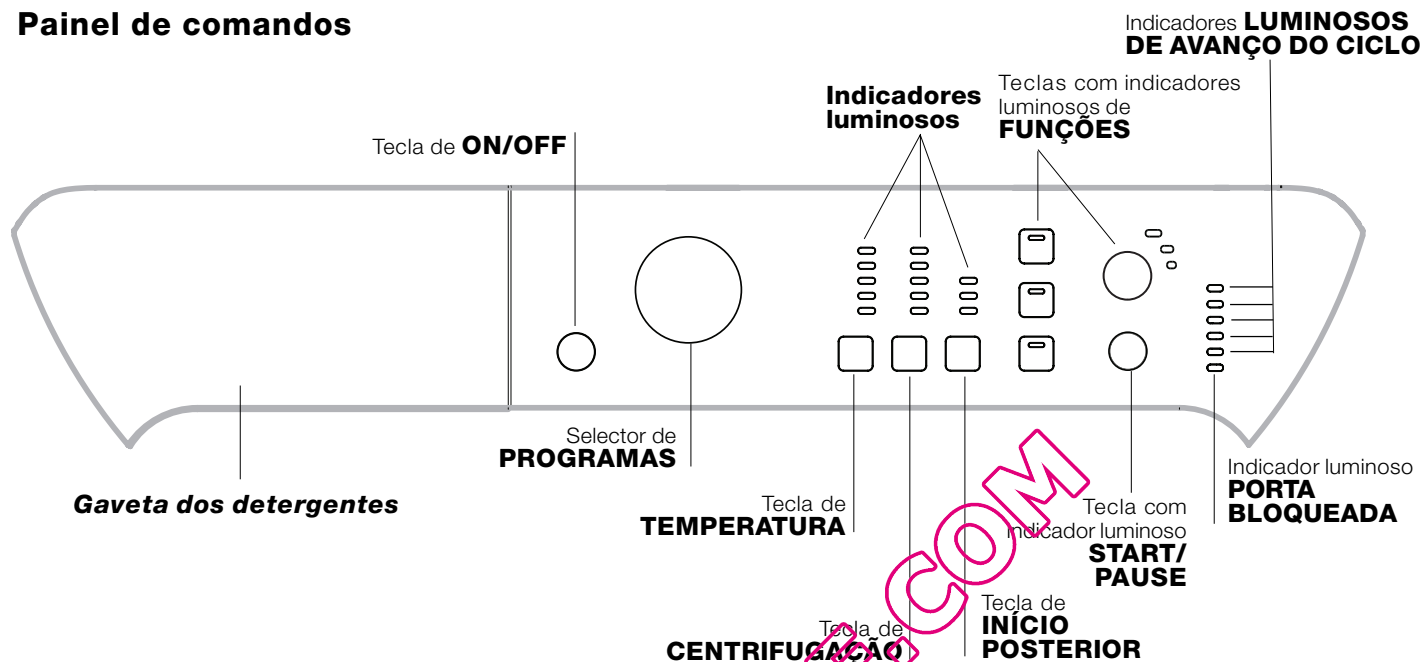 Painel de comandos
Indicadores LUMINOSOS
DE AVANÇO DO CICLO
Indicadores
luminosos
Teclas com indicadores
luminosos de
FUNÇÕES
Tecla de ON/OFF
Selector de
PROGRAMAS
Gaveta dos detergentes
Tecla de
TEMPERATURA
Tecla com
indicador luminoso
START/
PAUSE
Indicador luminoso
PORTA
BLOQUEADA
Tecla de
CENTRIFUGAÇÃO
Tecla de
INÍCIO
POSTERIOR
.COM